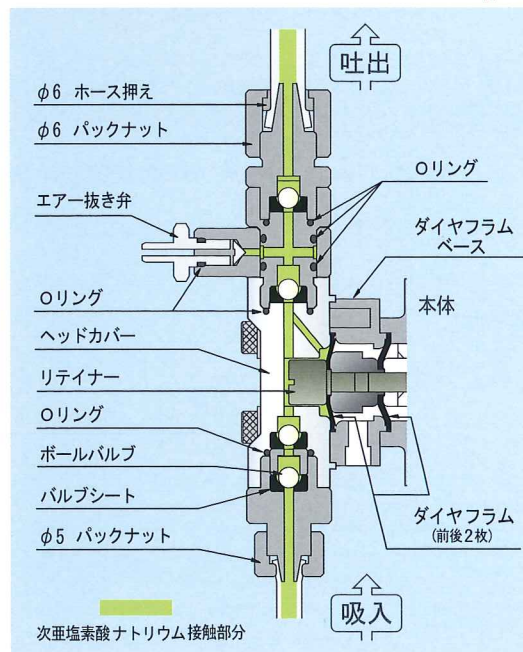 吐出
φ6 ホース押え
φ6 パックナット
Oリング
エアー抜き弁
ダイヤフラム
ベース
本体
Oリング
ヘッドカバー
リテイナー
Oリング
ボールバルブ
バルブシート
φ5 パックナット
ダイヤフラム
(前後2枚)
吸入
次亜塩素酸ナトリウム接触部分